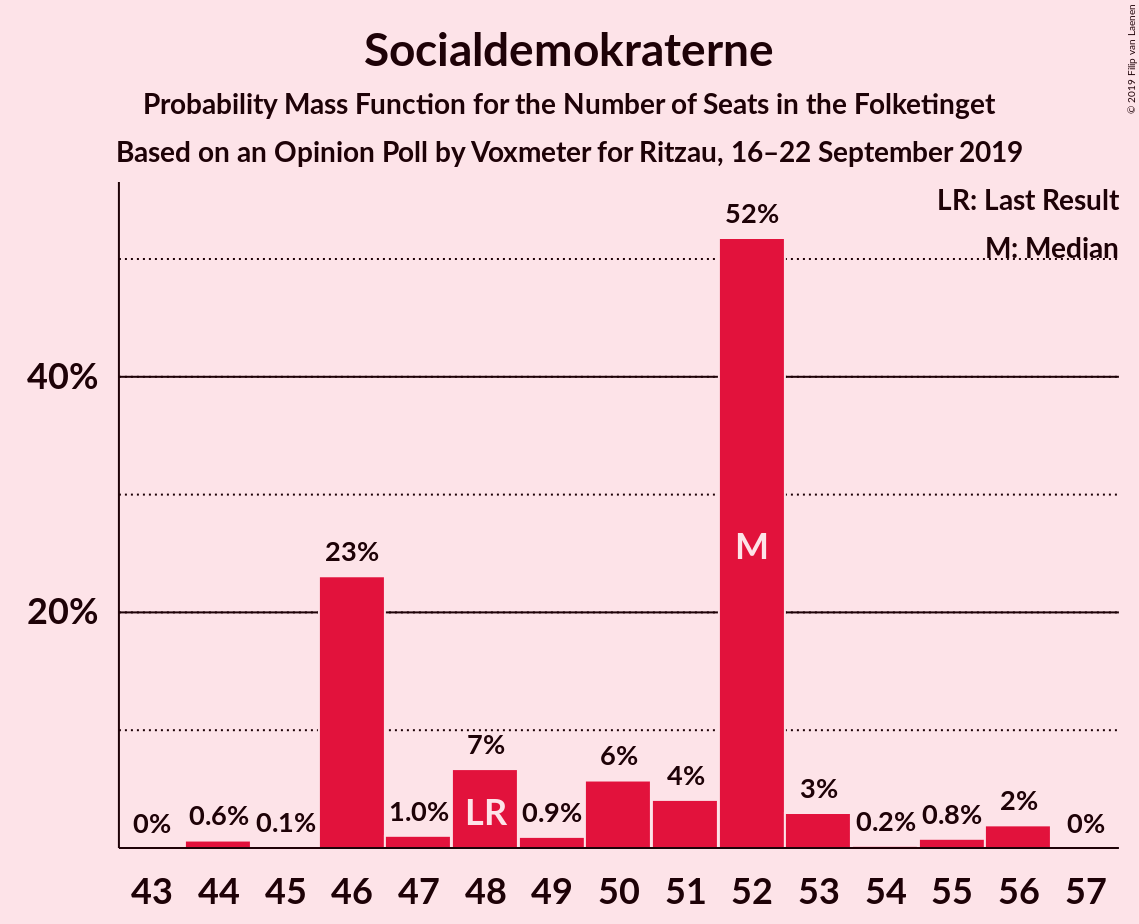 Socialdemokraterne
Probability Mass Function for the Number of Seats in the Folketinget
Based on an Opinion Poll by Voxmeter for Ritzau, 16–22 September 2019
© 2019 Filip van Laenen
LR: Last Result
M: Median
40%
20%
0%
0.6%
0.1%
23%
1.0%
7%
0.9%
6%
4%
52%
3%
0.2%
0.8%
2%
0%
LR
M
43 44 45 46 47 48 49 50 51 52 53 54 55 56 57